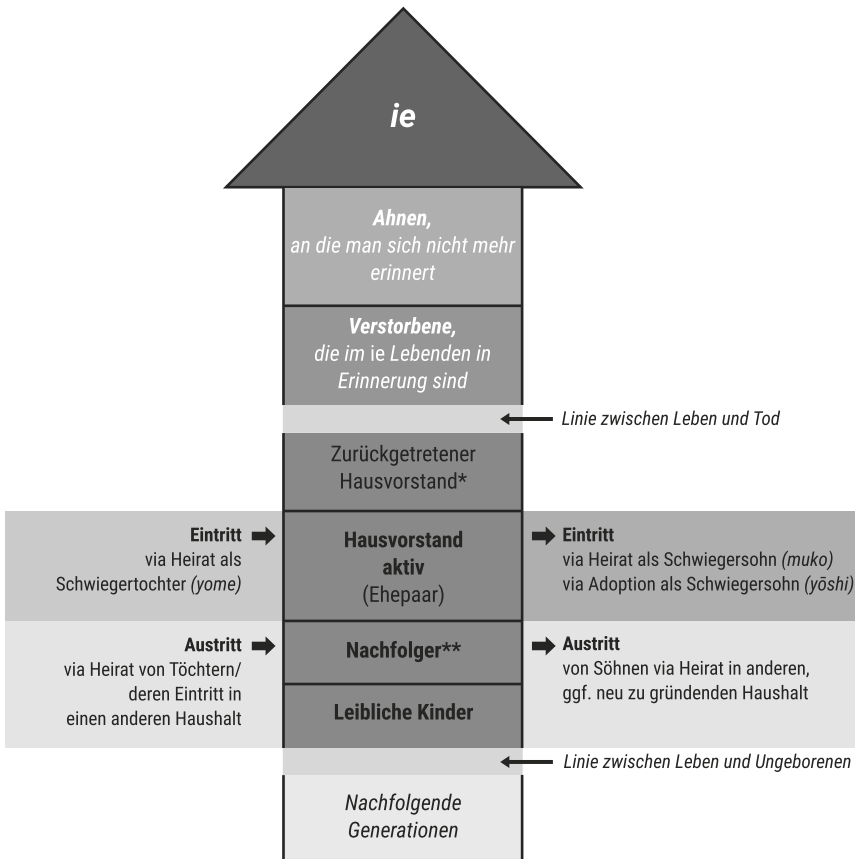 ie
Ahnen,
an die man sich nicht mehr
erinnert
Verstorbene,
die im ie Lebenden in
Erinnerung sind
Linie zwischen Leben und Tod
Zurückgetretener
Hausvorstand*
Eintritt
via Heirat als
Schwiegertochter (yome)
Hausvorstand
aktiv
(Ehepaar)
Eintritt
via Heirat als Schwiegersohn (muko)
via Adoption als Schwiegersohn (yōshi)
Austritt
via Heirat von Töchtern/
deren Eintritt in
einen anderen Haushalt
Nachfolger**
Leibliche Kinder
Austritt
von Söhnen via Heirat in anderen,
ggf. neu zu gründenden Haushalt
Linie zwischen Leben und Ungeborenen
Nachfolgende
Generationen